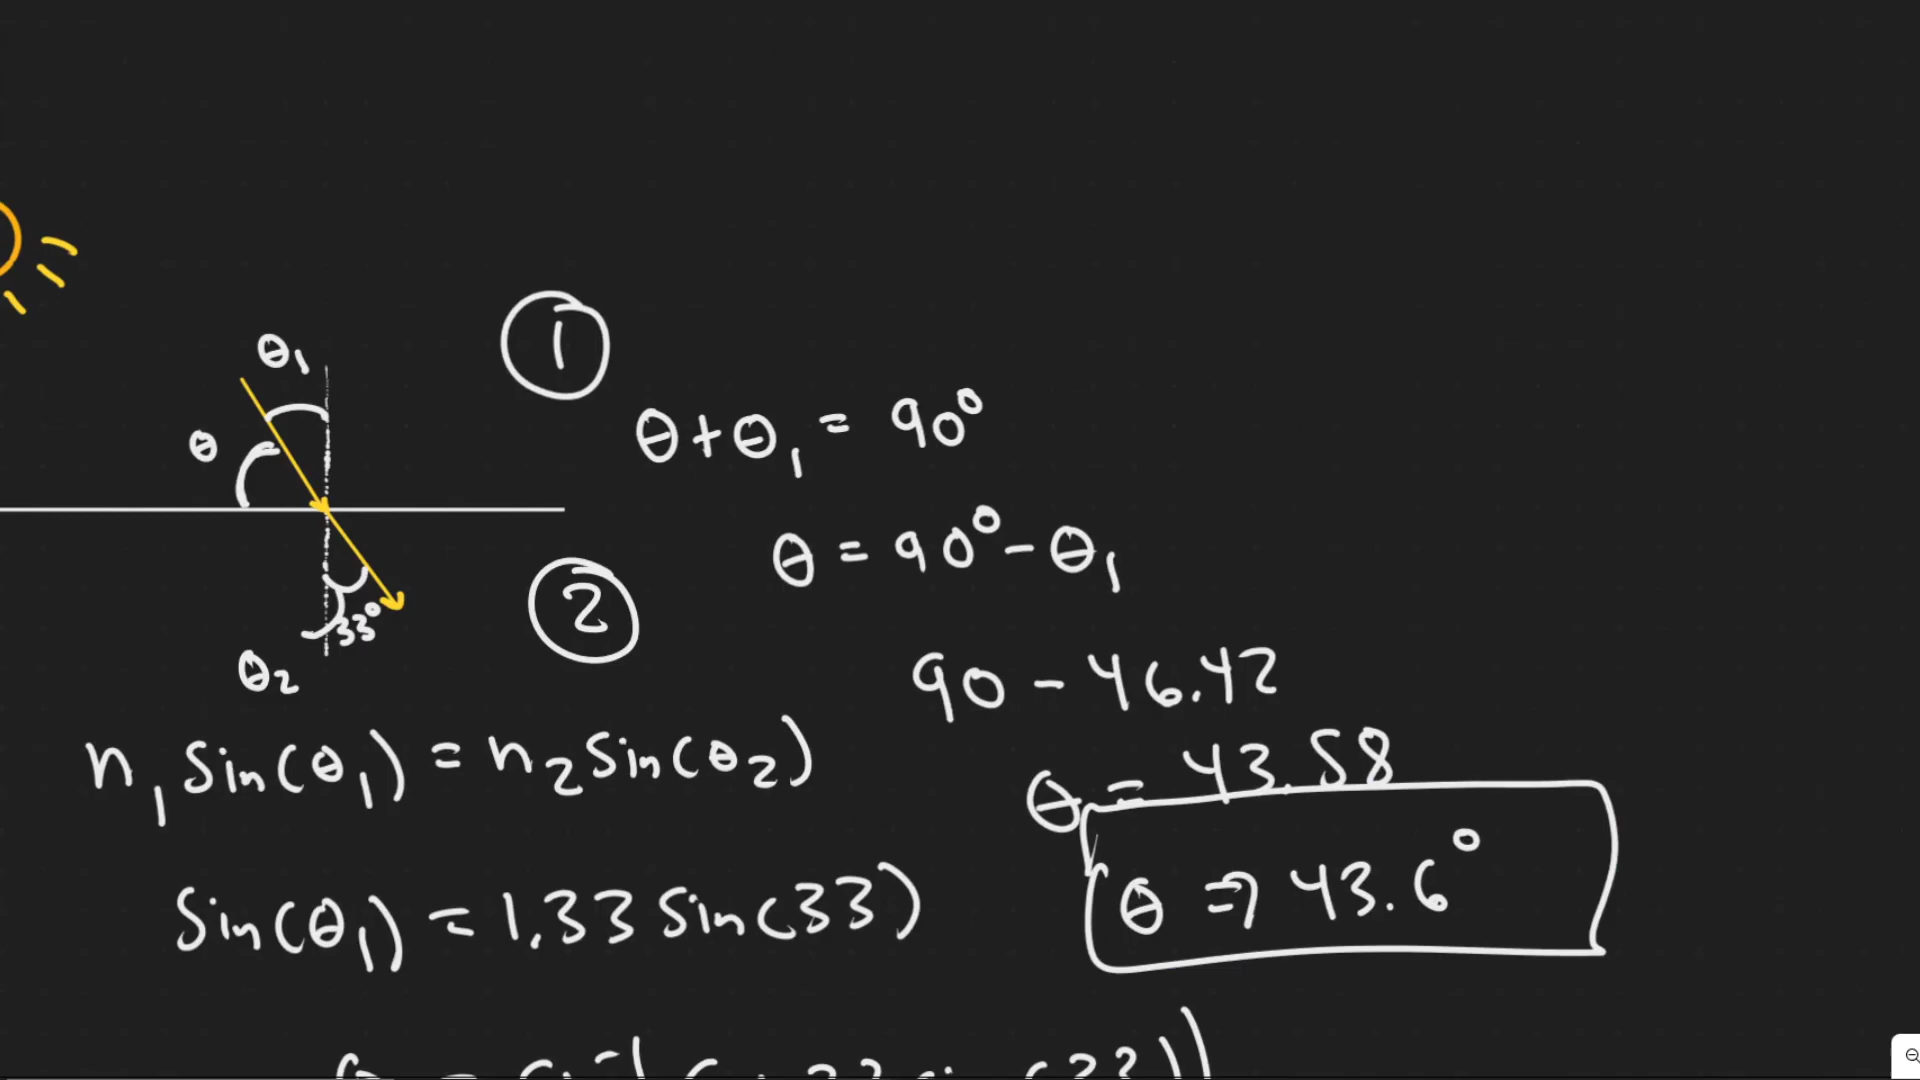 ①
θ₁
θ + θ₁ = 90°
θ
θ = 90° - θ₁
②
33°
θ₂
90 - 46.42
n₁ sin(θ₁) = n₂ sin(θ₂)
θ = 43.58
sin(θ₁) = 1.33 sin(33)
θ ⇒ 43.6°